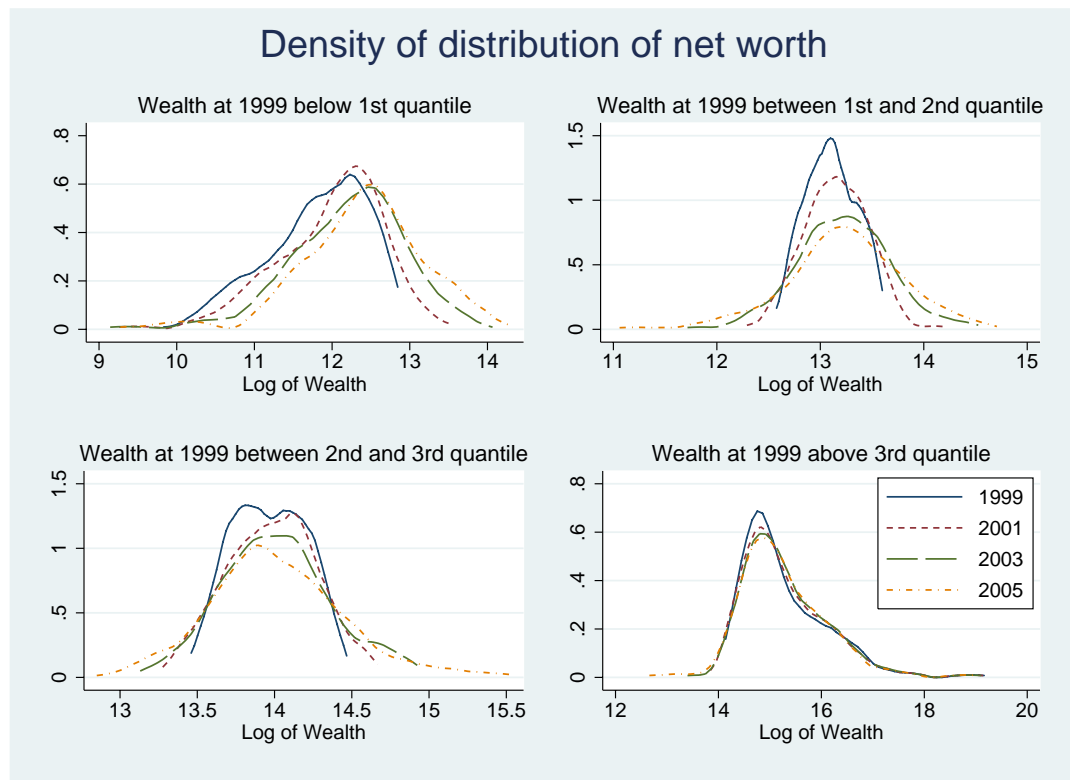 Density of distribution of net worth
Wealth at 1999 below 1st quantile
0 .2 .4 .6 .8
9 10 11 12 13 14
Log of Wealth
Wealth at 1999 between 1st and 2nd quantile
0 .5 1 1.5
11 12 13 14 15
Log of Wealth
Wealth at 1999 between 2nd and 3rd quantile
0 .5 1 1.5
13 13.5 14 14.5 15 15.5
Log of Wealth
Wealth at 1999 above 3rd quantile
0 .2 .4 .6 .8
12 14 16 18 20
Log of Wealth
1999
2001
2003
2005